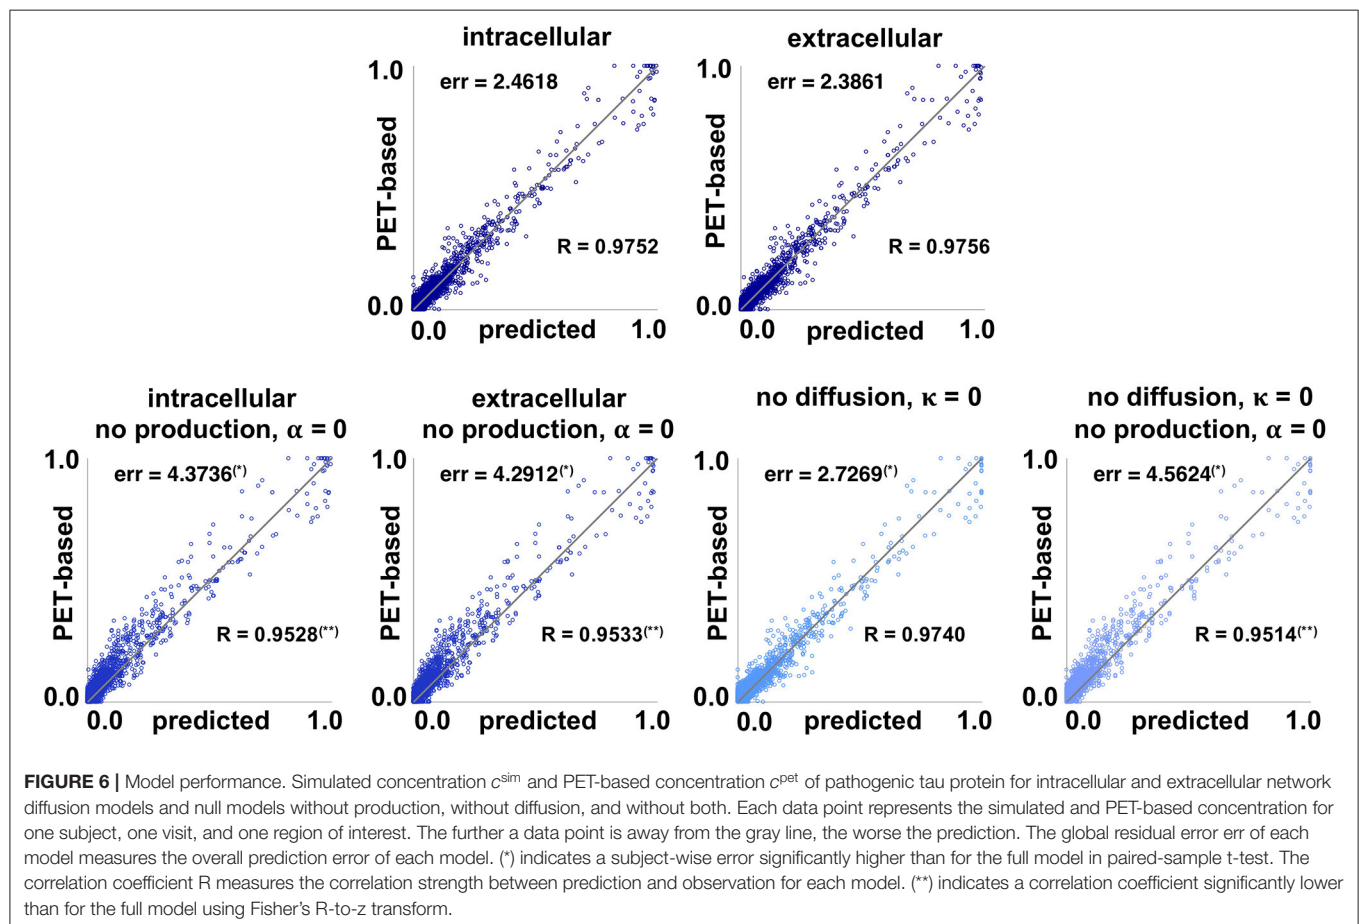 intracellular
extracellular
1.0
err = 2.4618
PET-based
R = 0.9752
0.0
0.0
predicted
1.0
1.0
err = 2.3861
PET-based
R = 0.9756
0.0
0.0
predicted
1.0
intracellular
no production, α = 0
1.0
err = 4.3736(*)
PET-based
R = 0.9528(**)
0.0
0.0
predicted
1.0
extracellular
no production, α = 0
1.0
err = 4.2912(*)
PET-based
R = 0.9533(**)
0.0
0.0
predicted
1.0
no diffusion, κ = 0
1.0
err = 2.7269(*)
PET-based
R = 0.9740
0.0
0.0
predicted
1.0
no diffusion, κ = 0
no production, α = 0
1.0
err = 4.5624(*)
PET-based
R = 0.9514(**)
0.0
0.0
predicted
1.0
FIGURE 6 | Model performance. Simulated concentration c^sim and PET-based concentration c^pet of pathogenic tau protein for intracellular and extracellular network
diffusion models and null models without production, without diffusion, and without both. Each data point represents the simulated and PET-based concentration for
one subject, one visit, and one region of interest. The further a data point is away from the gray line, the worse the prediction. The global residual error err of each
model measures the overall prediction error of each model. (*) indicates a subject-wise error significantly higher than for the full model in paired-sample t-test. The
correlation coefficient R measures the correlation strength between prediction and observation for each model. (**) indicates a correlation coefficient significantly lower
than for the full model using Fisher's R-to-z transform.